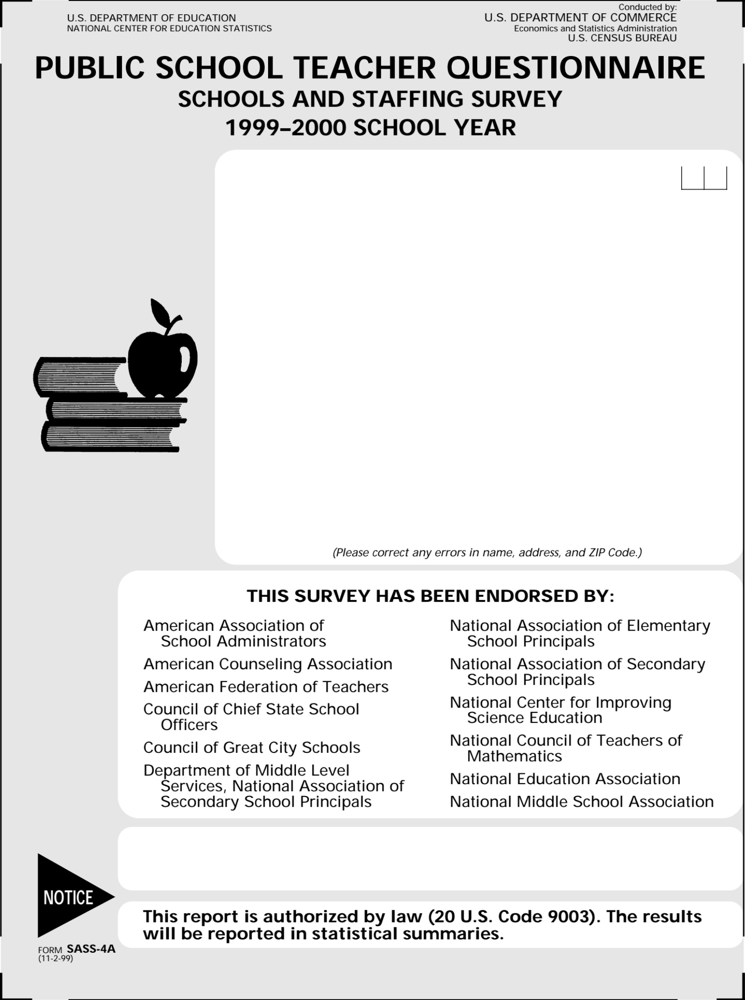 U.S. DEPARTMENT OF EDUCATION
NATIONAL CENTER FOR EDUCATION STATISTICS
Conducted by:
U.S. DEPARTMENT OF COMMERCE
Economics and Statistics Administration
U.S. CENSUS BUREAU
PUBLIC SCHOOL TEACHER QUESTIONNAIRE
SCHOOLS AND STAFFING SURVEY
1999–2000 SCHOOL YEAR
(Please correct any errors in name, address, and ZIP Code.)
THIS SURVEY HAS BEEN ENDORSED BY:
American Association of
School Administrators
American Counseling Association
American Federation of Teachers
Council of Chief State School
Officers
Council of Great City Schools
Department of Middle Level
Services, National Association of
Secondary School Principals
National Association of Elementary
School Principals
National Association of Secondary
School Principals
National Center for Improving
Science Education
National Council of Teachers of
Mathematics
National Education Association
National Middle School Association
NOTICE
This report is authorized by law (20 U.S. Code 9003). The results
will be reported in statistical summaries.
FORM SASS-4A
(11-2-99)